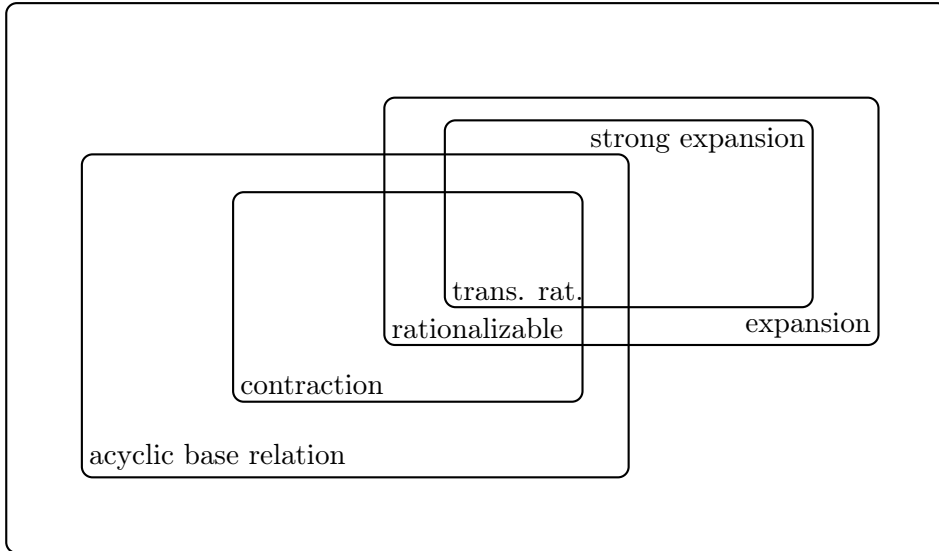 strong expansion
trans. rat.
rationalizable
expansion
contraction
acyclic base relation